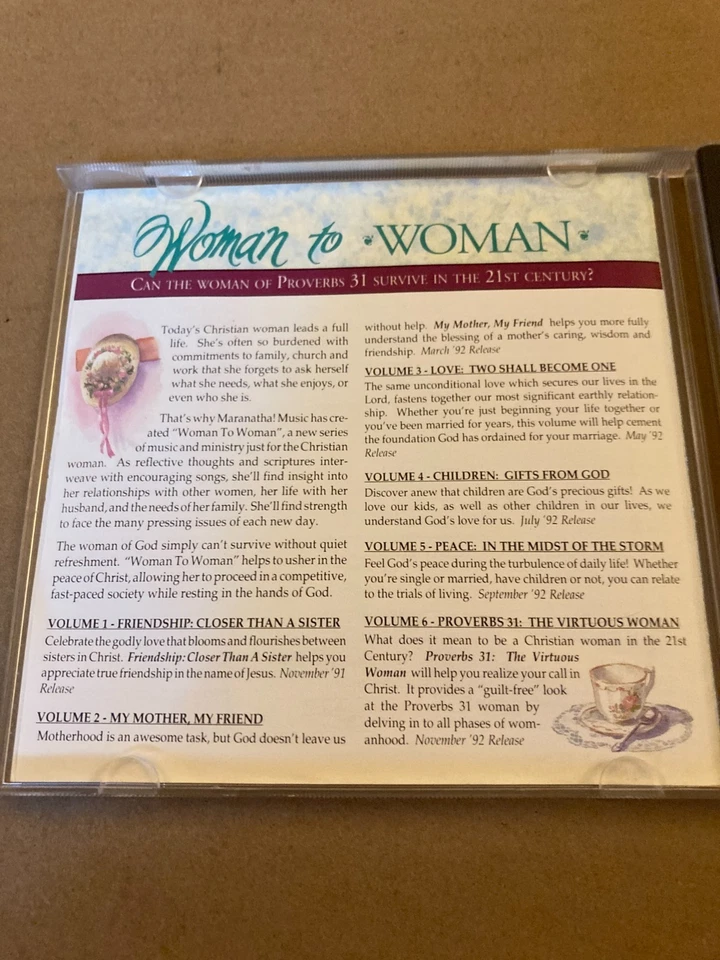 Woman to WOMAN
CAN THE WOMAN OF PROVERBS 31 SURVIVE IN THE 21ST CENTURY?
Today's Christian woman leads a full
life. She's often so burdened with
commitments to family, church and
work that she forgets to ask herself
what she needs, what she enjoys, or
even who she is.
That's why Maranatha! Music has cre-
ated "Woman To Woman", a new series
of music and ministry just for the Christian
woman. As reflective thoughts and scriptures inter-
weave with encouraging songs, she'll find insight into
her relationships with other women, her life with her
husband, and the needs of her family. She'll find strength
to face the many pressing issues of each new day.
The woman of God simply can't survive without quiet
refreshment. "Woman To Woman" helps to usher in the
peace of Christ, allowing her to proceed in a competitive,
fast-paced society while resting in the hands of God.
VOLUME 1 - FRIENDSHIP: CLOSER THAN A SISTER
Celebrate the godly love that blooms and flourishes between
sisters in Christ. Friendship: Closer Than A Sister helps you
appreciate true friendship in the name of Jesus. November '91
Release
VOLUME 2 - MY MOTHER, MY FRIEND
Motherhood is an awesome task, but God doesn't leave us
without help. My Mother, My Friend helps you more fully
understand the blessing of a mother's caring, wisdom and
friendship. March '92 Release
VOLUME 3 - LOVE: TWO SHALL BECOME ONE
The same unconditional love which secures our lives in the
Lord, fastens together our most significant earthly relation-
ship. Whether you're just beginning your life together or
you've been married for years, this volume will help cement
the foundation God has ordained for your marriage. May '92
Release
VOLUME 4 - CHILDREN: GIFTS FROM GOD
Discover anew that children are God's precious gifts! As we
love our kids, as well as other children in our lives, we
understand God's love for us. July '92 Release
VOLUME 5 - PEACE: IN THE MIDST OF THE STORM
Feel God's peace during the turbulence of daily life! Whether
you're single or married, have children or not, you can relate
to the trials of living. September '92 Release
VOLUME 6 - PROVERBS 31: THE VIRTUOUS WOMAN
What does it mean to be a Christian woman in the 21st
Century? Proverbs 31: The Virtuous
Woman will help you realize your call in
Christ. It provides a "guilt-free" look
at the Proverbs 31 woman by
delving in to all phases of wom-
anhood. November '92 Release